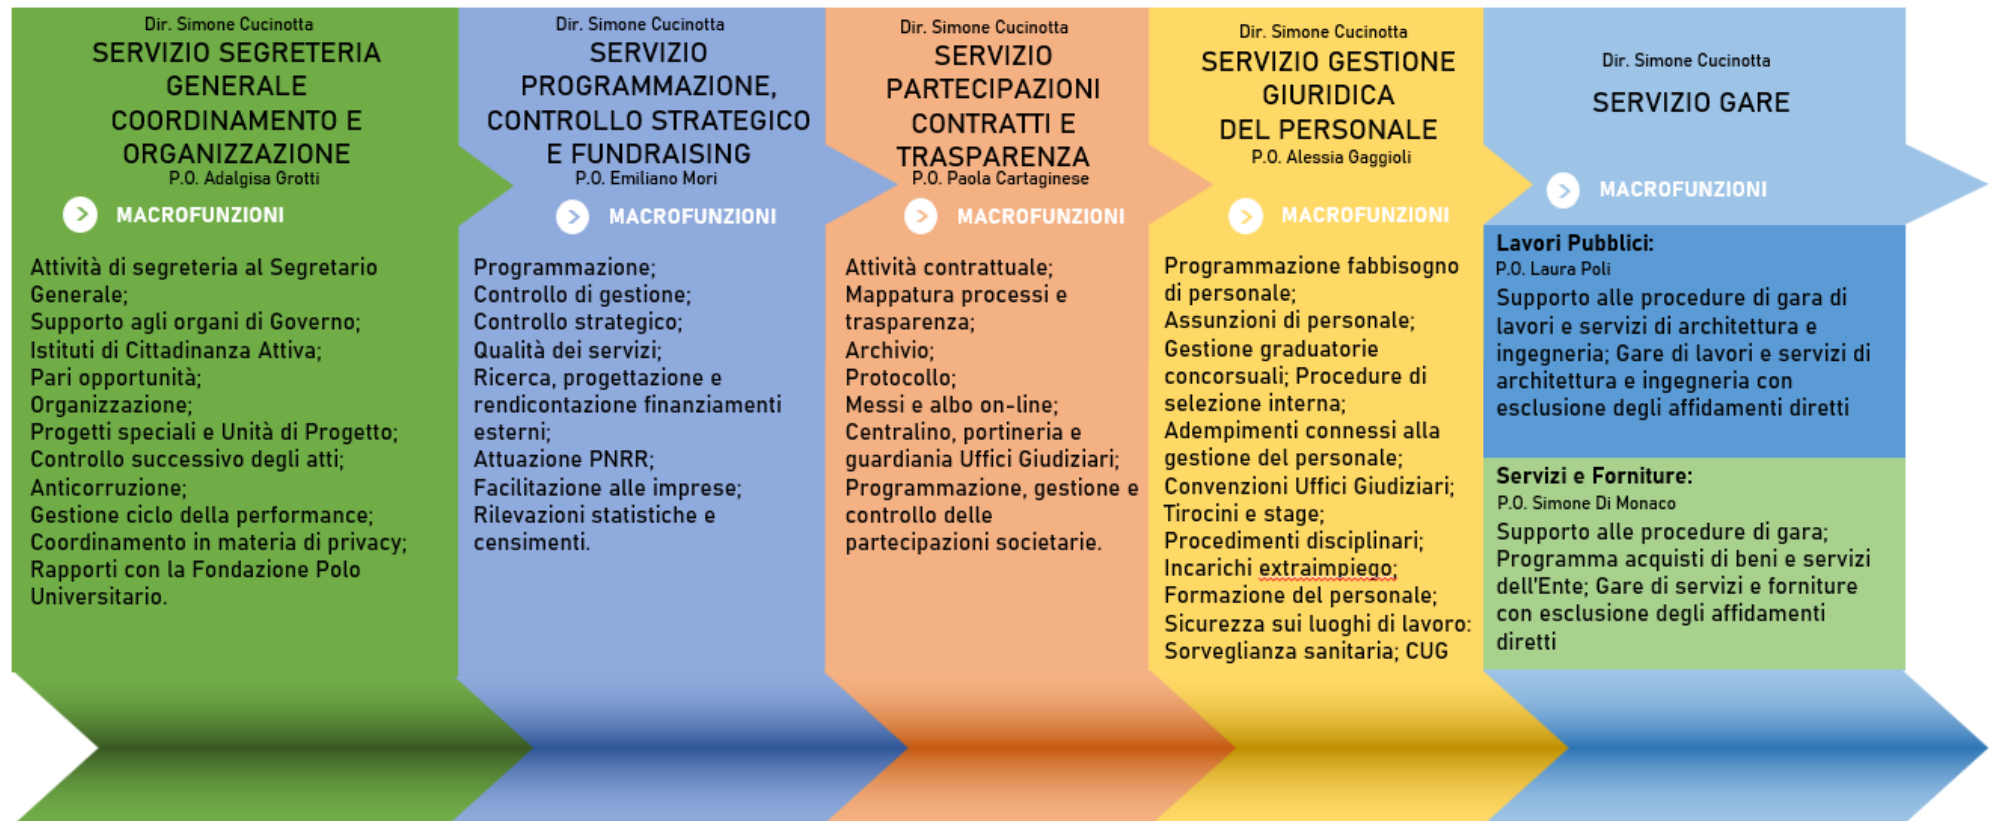 Dir. Simone Cucinotta
SERVIZIO SEGRETERIA
GENERALE
COORDINAMENTO E
ORGANIZZAZIONE
P.O. Adalgisa Grotti
MACROFUNZIONI
Attività di segreteria al Segretario
Generale;
Supporto agli organi di Governo;
Istituti di Cittadinanza Attiva;
Pari opportunità;
Organizzazione;
Progetti speciali e Unità di Progetto;
Controllo successivo degli atti;
Anticorruzione;
Gestione ciclo della performance;
Coordinamento in materia di privacy;
Rapporti con la Fondazione Polo
Universitario.
Dir. Simone Cucinotta
SERVIZIO
PROGRAMMAZIONE,
CONTROLLO STRATEGICO
E FUNDRAISING
P.O. Emiliano Mori
MACROFUNZIONI
Programmazione;
Controllo di gestione;
Controllo strategico;
Qualità dei servizi;
Ricerca, progettazione e
rendicontazione finanziamenti
esterni;
Attuazione PNRR;
Facilitazione alle imprese;
Rilevazioni statistiche e
censimenti.
Dir. Simone Cucinotta
SERVIZIO
PARTECIPAZIONI
CONTRATTI E
TRASPARENZA
P.O. Paola Cartaginese
MACROFUNZIONI
Attività contrattuale;
Mappatura processi e
trasparenza;
Archivio;
Protocollo;
Messi e albo on-line;
Centralino, portineria e
guardiania Uffici Giudiziari;
Programmazione, gestione e
controllo delle
partecipazioni societarie.
Dir. Simone Cucinotta
SERVIZIO GESTIONE
GIURIDICA
DEL PERSONALE
P.O. Alessia Gaggioli
MACROFUNZIONI
Programmazione fabbisogno
di personale;
Assunzioni di personale;
Gestione graduatorie
concorsuali; Procedure di
selezione interna;
Adempimenti connessi alla
gestione del personale;
Convenzioni Uffici Giudiziari;
Tirocini e stage;
Procedimenti disciplinari;
Incarichi extraimpiego;
Formazione del personale;
Sicurezza sui luoghi di lavoro:
Sorveglianza sanitaria; CUG
Dir. Simone Cucinotta
SERVIZIO GARE
MACROFUNZIONI
Lavori Pubblici:
P.O. Laura Poli
Supporto alle procedure di gara di
lavori e servizi di architettura e
ingegneria; Gare di lavori e servizi di
architettura e ingegneria con
esclusione degli affidamenti diretti
Servizi e Forniture:
P.O. Simone Di Monaco
Supporto alle procedure di gara;
Programma acquisti di beni e servizi
dell'Ente; Gare di servizi e forniture
con esclusione degli affidamenti
diretti